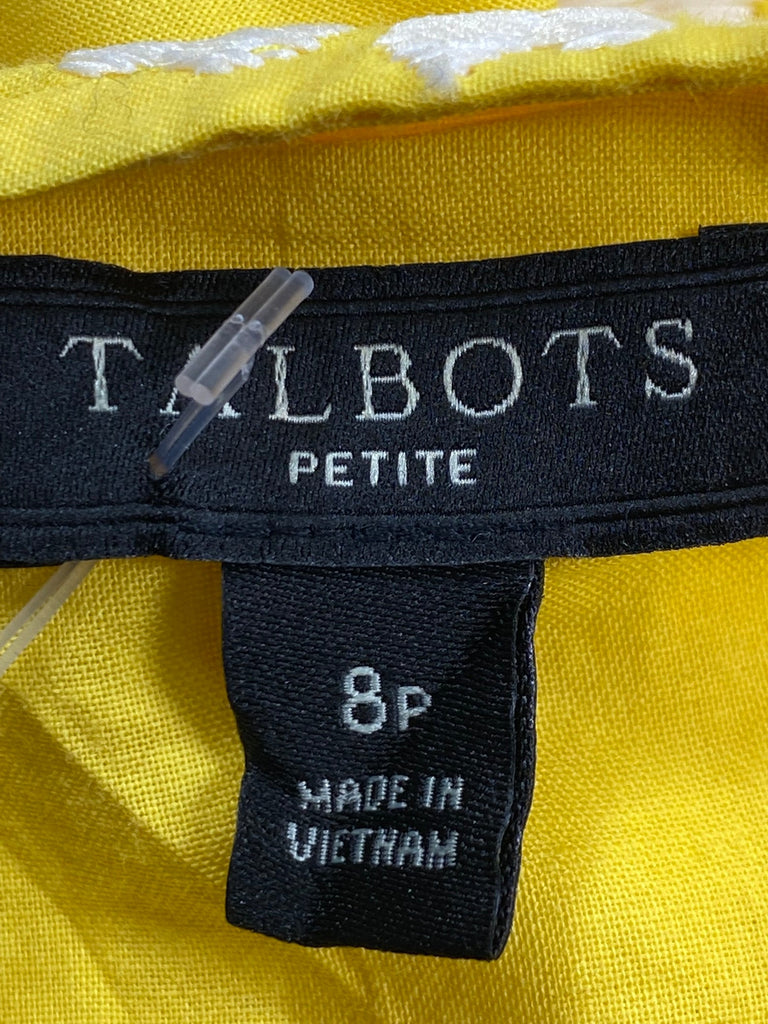 TALBOTS
PETITE
8P
MADE IN
VIETNAM